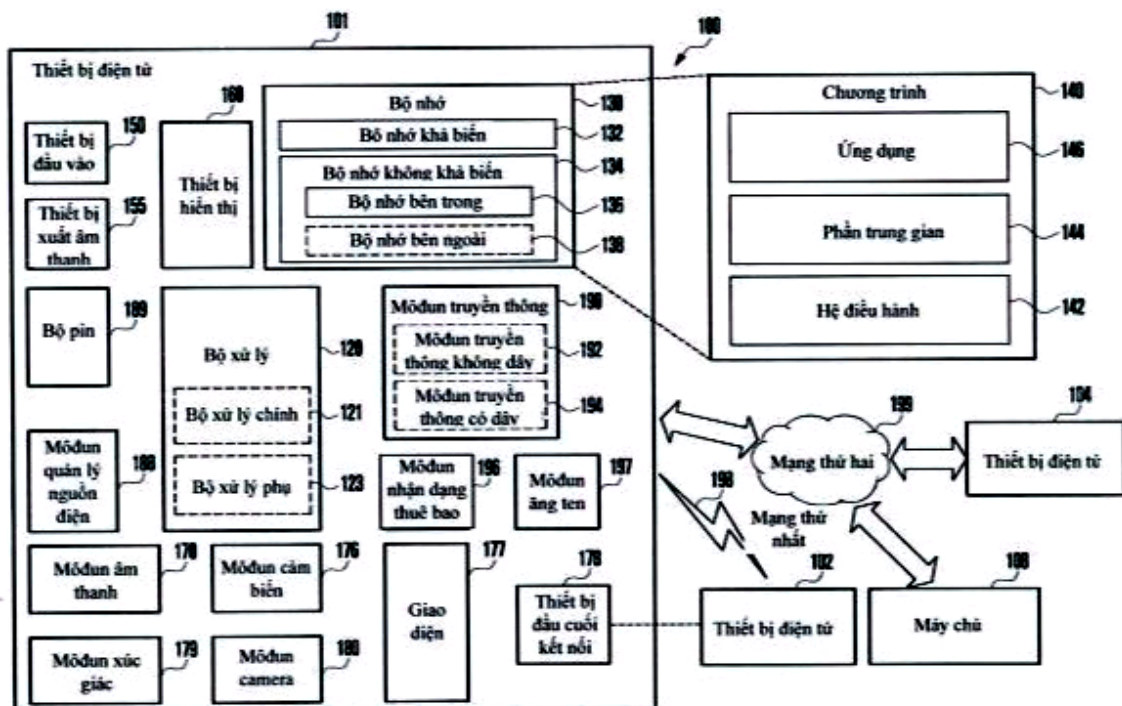 101
100
Thiết bị điện tử
160
150
Thiết bị
đầu vào
155
Thiết bị
xuất âm
thanh
Thiết bị
hiển thị
Bộ nhớ
130
Bô nhớ khả biến
132
134
Bộ nhớ không khả biến
Bộ nhớ bên trong
136
Bộ nhớ bên ngoài
138
Chương trình
140
Ứng dụng
146
Phần trung gian
144
Hệ điều hành
142
189
Bộ pin
Bộ xử lý
120
Bộ xử lý chính
121
Bộ xử lý phụ
123
190
Môđun truyền thông
Môđun truyền
thông không dây
192
Môđun truyền
thông có dây
194
Môđun
quản lý
nguồn điện
188
Môđun
nhận dạng
thuê bao
196
Môđun
ăng ten
197
199
Mạng thứ hai
104
Thiết bị điện tử
198
Mạng thứ
nhất
170
Môđun âm
thanh
176
Môđun cảm
biến
177
Giao
diện
178
Thiết bị
đầu cuối
kết nối
102
Thiết bị điện tử
108
Máy chủ
Môđun xúc
giác
179
Môđun
camera
180